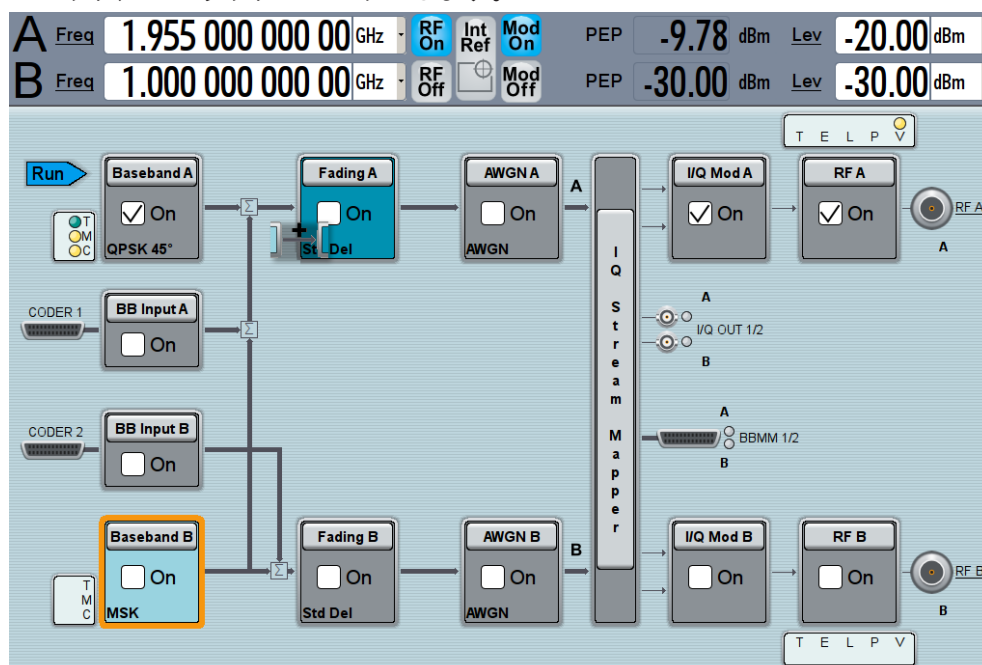 A Freq 1.955 000 000 00 GHz RF On Int Ref Mod On PEP -9.78 dBm Lev -20.00 dBm
B Freq 1.000 000 000 00 GHz RF Off Mod Off PEP -30.00 dBm Lev -30.00 dBm
T E L P V
Run Baseband A Fading A AWGN A I/Q Mod A RF A
A
On On On On On
T
M
C
RF A
QPSK 45° Std Del AWGN
A
IQ Stream Mapper
CODER 1 BB Input A
On
A
I/Q OUT 1/2
B
CODER 2 BB Input B
On
A
BBMM 1/2
B
Baseband B Fading B AWGN B I/Q Mod B RF B
B
On On On On On
T
M
C
RF B
MSK Std Del AWGN
B
T E L P V